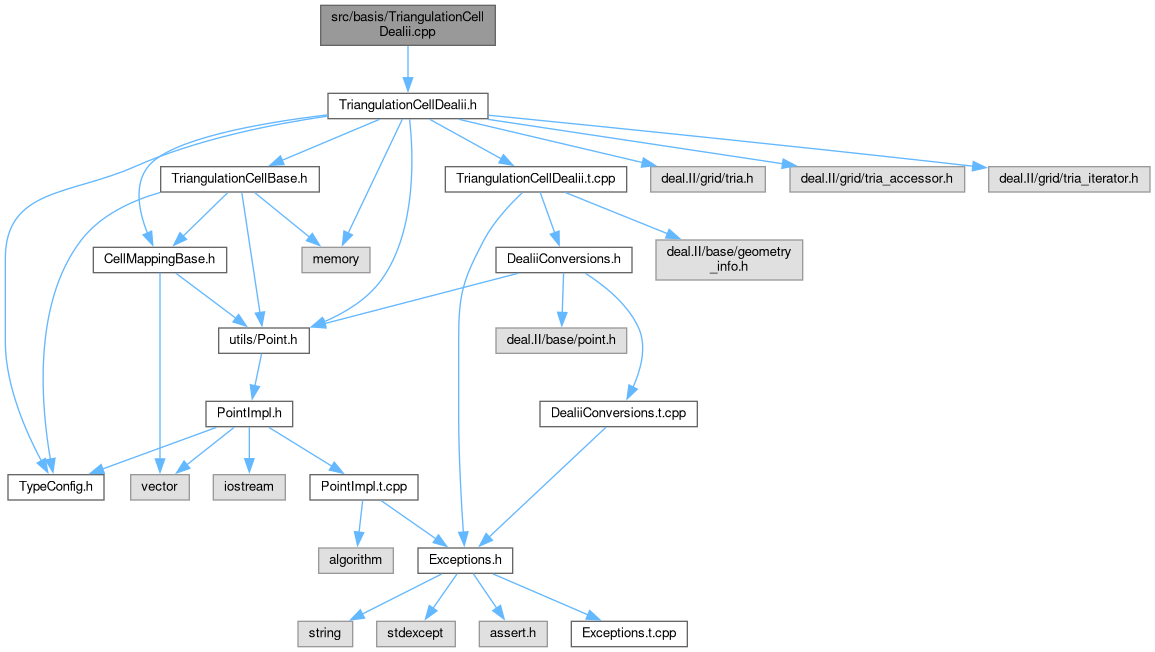 src/basis/TriangulationCell
Dealii.cpp
TriangulationCellDealii.h
TriangulationCellBase.h
TriangulationCellDealii.t.cpp
deal.II/grid/tria.h
deal.II/grid/tria_accessor.h
deal.II/grid/tria_iterator.h
CellMappingBase.h
memory
DealiiConversions.h
deal.II/base/geometry
_info.h
utils/Point.h
deal.II/base/point.h
PointImpl.h
DealiiConversions.t.cpp
TypeConfig.h
vector
iostream
PointImpl.t.cpp
algorithm
Exceptions.h
string
stdexcept
assert.h
Exceptions.t.cpp